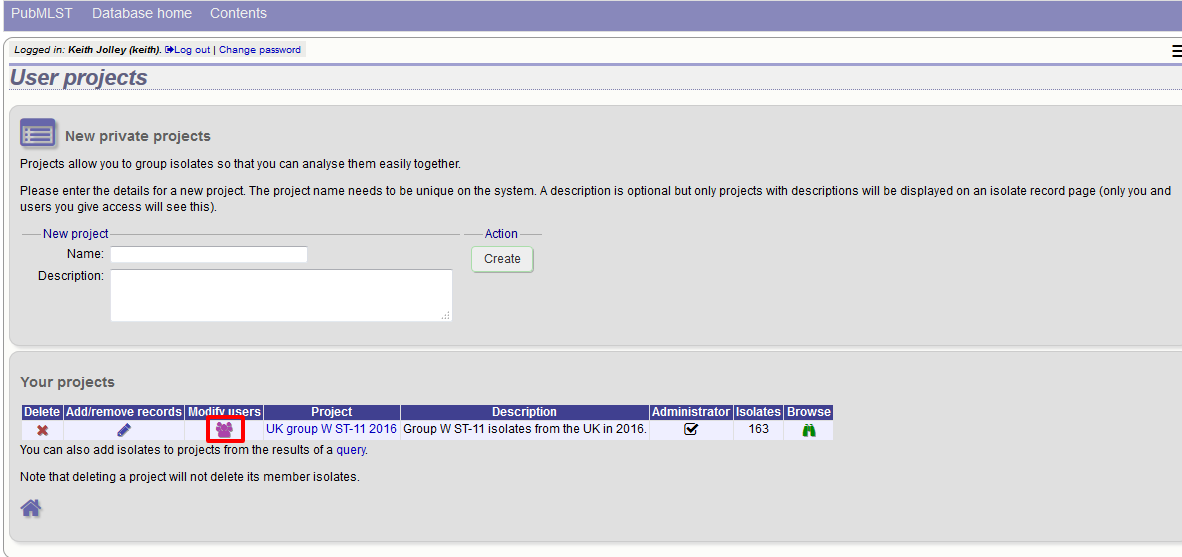 PubMLST Database home Contents
Logged in: Keith Jolley (keith). Log out | Change password
User projects
New private projects
Projects allow you to group isolates so that you can analyse them easily together.
Please enter the details for a new project. The project name needs to be unique on the system. A description is optional but only projects with descriptions will be displayed on an isolate record page (only you and
users you give access will see this).
New project Action
Name: Create
Description:
Your projects
Delete Add/remove records Modify users Project Description Administrator Isolates Browse
UK group W ST-11 2016 Group W ST-11 isolates from the UK in 2016. 163
You can also add isolates to projects from the results of a query.
Note that deleting a project will not delete its member isolates.